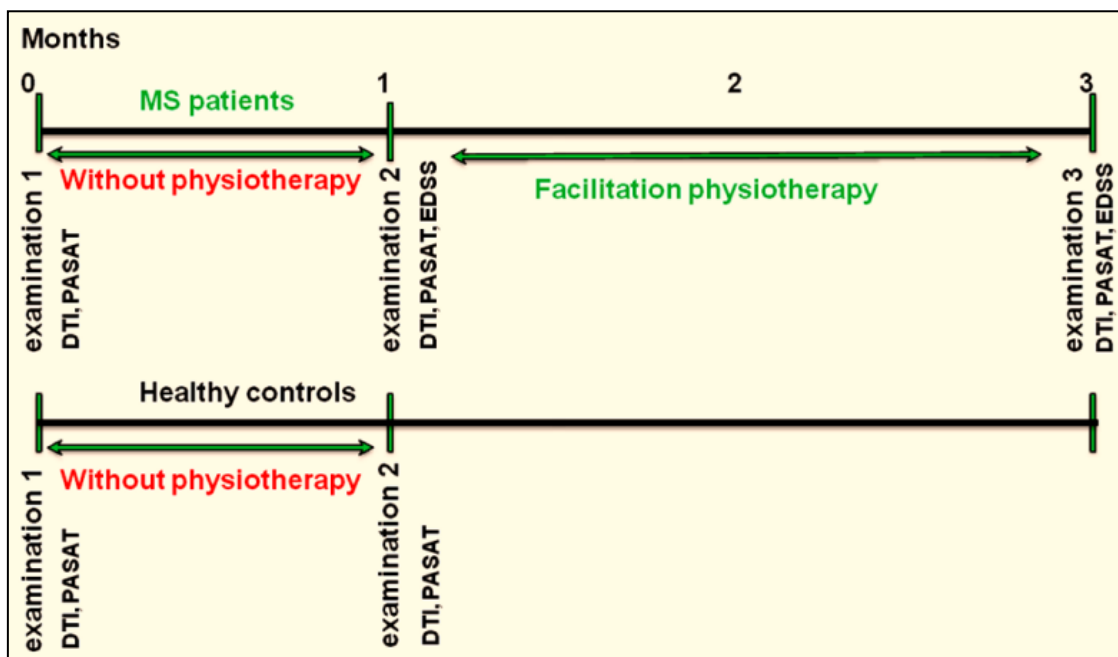 Months
0 1 2 3
MS patients
Without physiotherapy
Facilitation physiotherapy
examination 1
DTI, PASAT
examination 2
DTI, PASAT, EDSS
examination 3
DTI, PASAT, EDSS
Healthy controls
Without physiotherapy
examination 1
DTI, PASAT
examination 2
DTI, PASAT